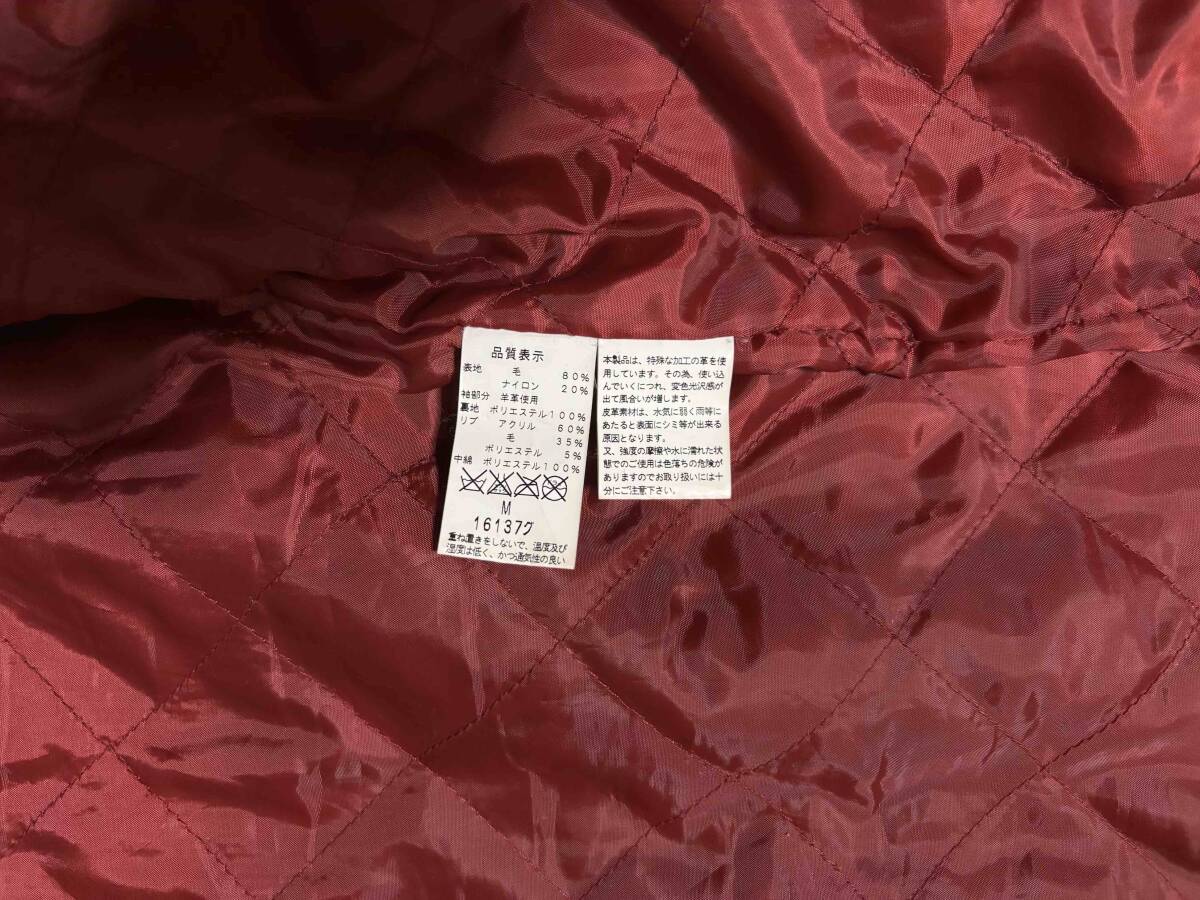 品質表示
表地 毛 80%
ナイロン 20%
袖部分 羊革使用
裏地 ポリエステル100%
リブ アクリル 60%
毛 35%
ポリエステル 5%
中綿 ポリエステル100%
M
16137グ
重ね置きをしないで、温度及び
湿度は低く、かつ通気性の良い
本製品は、特殊な加工の革を使
用しています。その為、使い込
んでいくにつれ、変色光沢感が
出て風合いが増します。
皮革素材は、水気に弱く雨等に
あたると表面にシミ等が出来る
原因となります。
又、強度の摩擦や水に濡れた状
態でのご使用は色落ちの危険が
ありますのでお取り扱いには十
分にご注意下さい。